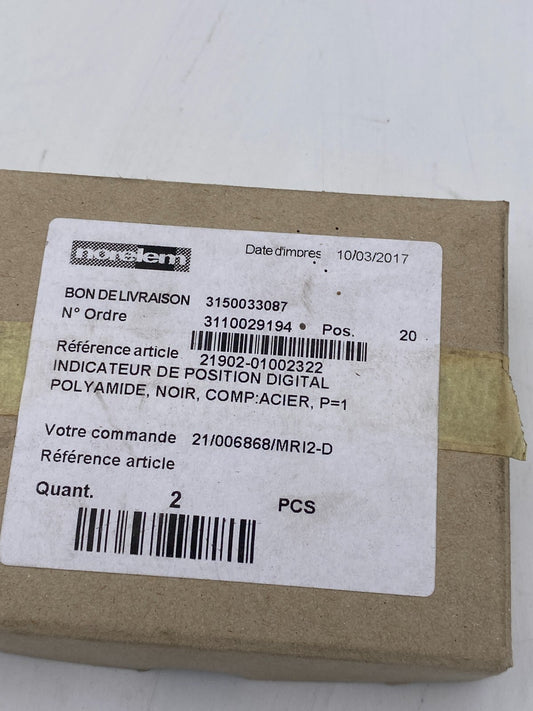 norelem
Date d'impres 10/03/2017
BON DE LIVRAISON 3150033087
N° Ordre 3110029194 Pos. 20
Référence article 21902-01002322
INDICATEUR DE POSITION DIGITAL
POLYAMIDE, NOIR, COMP:ACIER, P=1
Votre commande 21/006868/MRI2-D
Référence article
Quant. 2 PCS